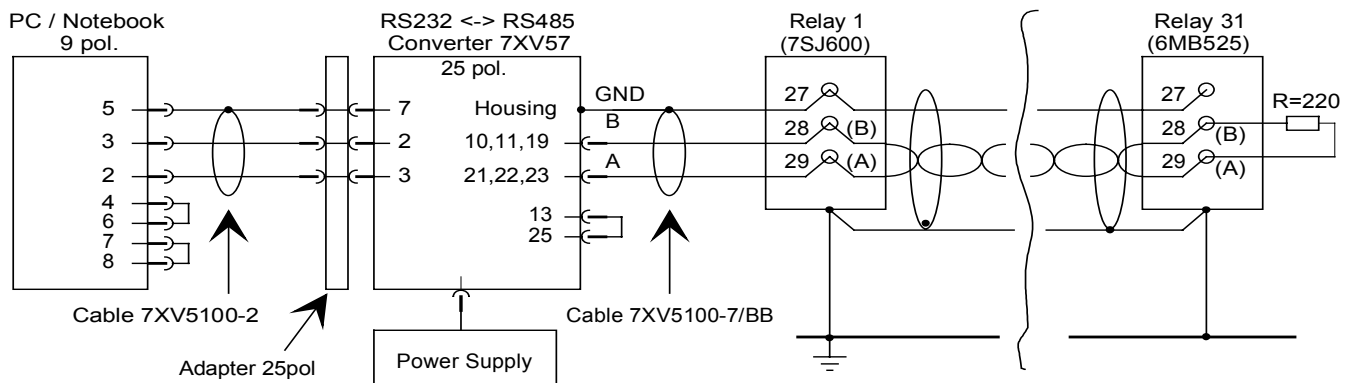 PC / Notebook
9 pol.
5
3
2
4
6
7
8
Cable 7XV5100-2
Adapter 25pol
RS232 <-> RS485
Converter 7XV57
25 pol.
7
2
3
Housing
10,11,19
21,22,23
13
25
Power Supply
GND
B
A
Cable 7XV5100-7/BB
Relay 1
(7SJ600)
27
28
(B)
29
(A)
Relay 31
(6MB525)
27
28
(B)
29
(A)
R=220